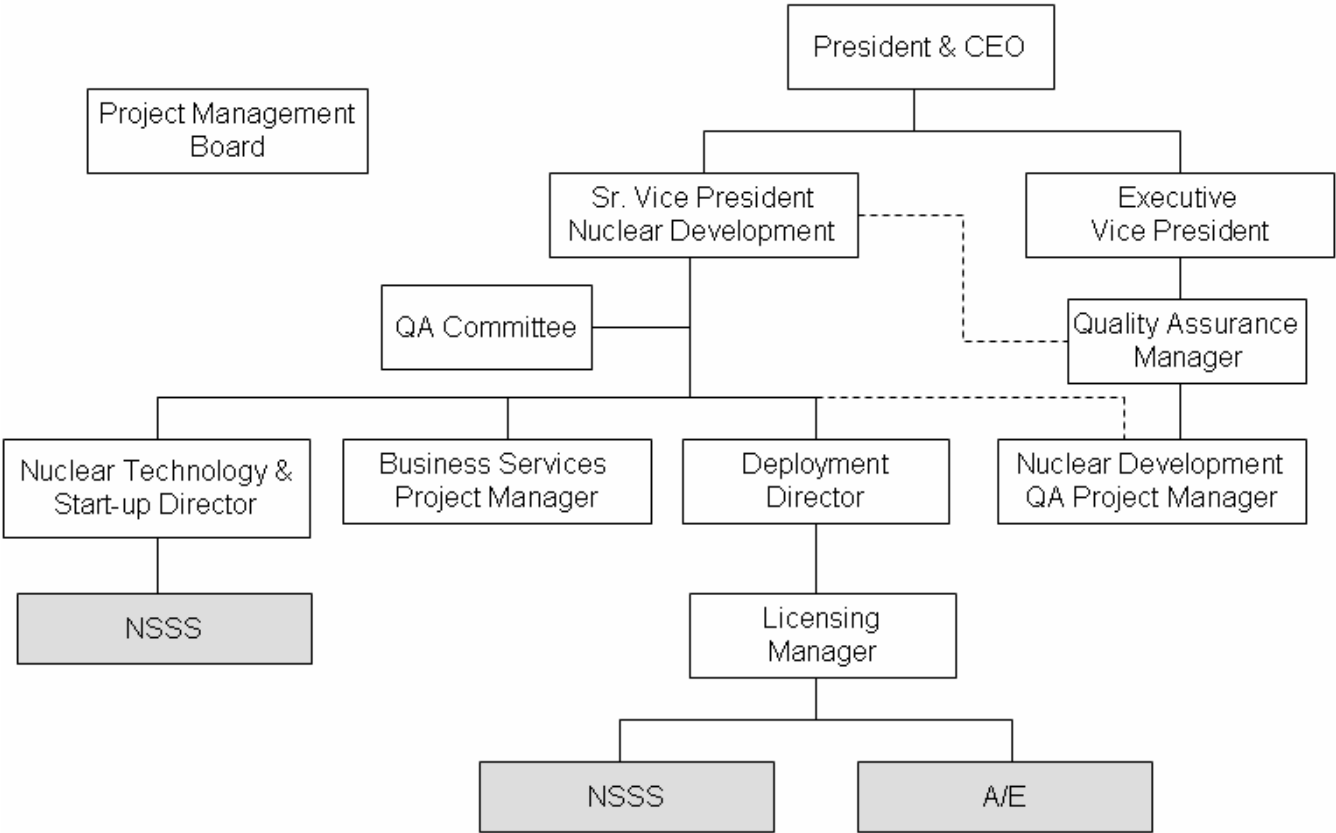 President & CEO
Project Management
Board
Sr. Vice President
Nuclear Development
Executive
Vice President
QA Committee
Quality Assurance
Manager
Nuclear Technology &
Start-up Director
Business Services
Project Manager
Deployment
Director
Nuclear Development
QA Project Manager
NSSS
Licensing
Manager
NSSS
A/E